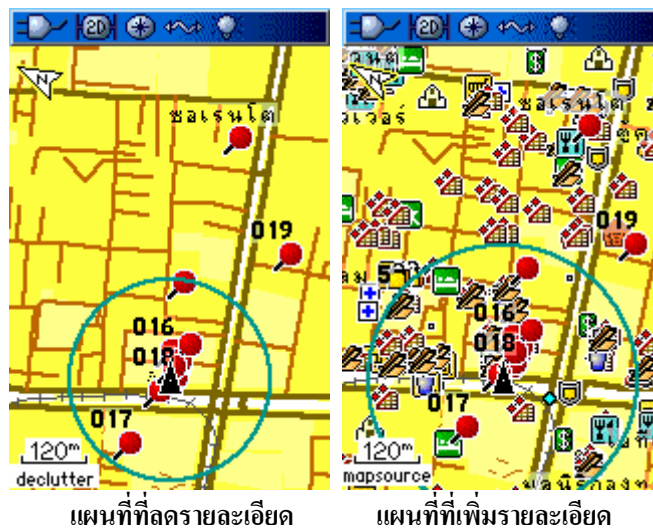 2D
N
ซอเรนโต
019
016
018
017
120m
declutter
แผนที่ที่ลดรายละเอียด
2D
N
ซอเรนโต
019
016
018
017
120m
mapsource
แผนที่ที่เพิ่มรายละเอียด